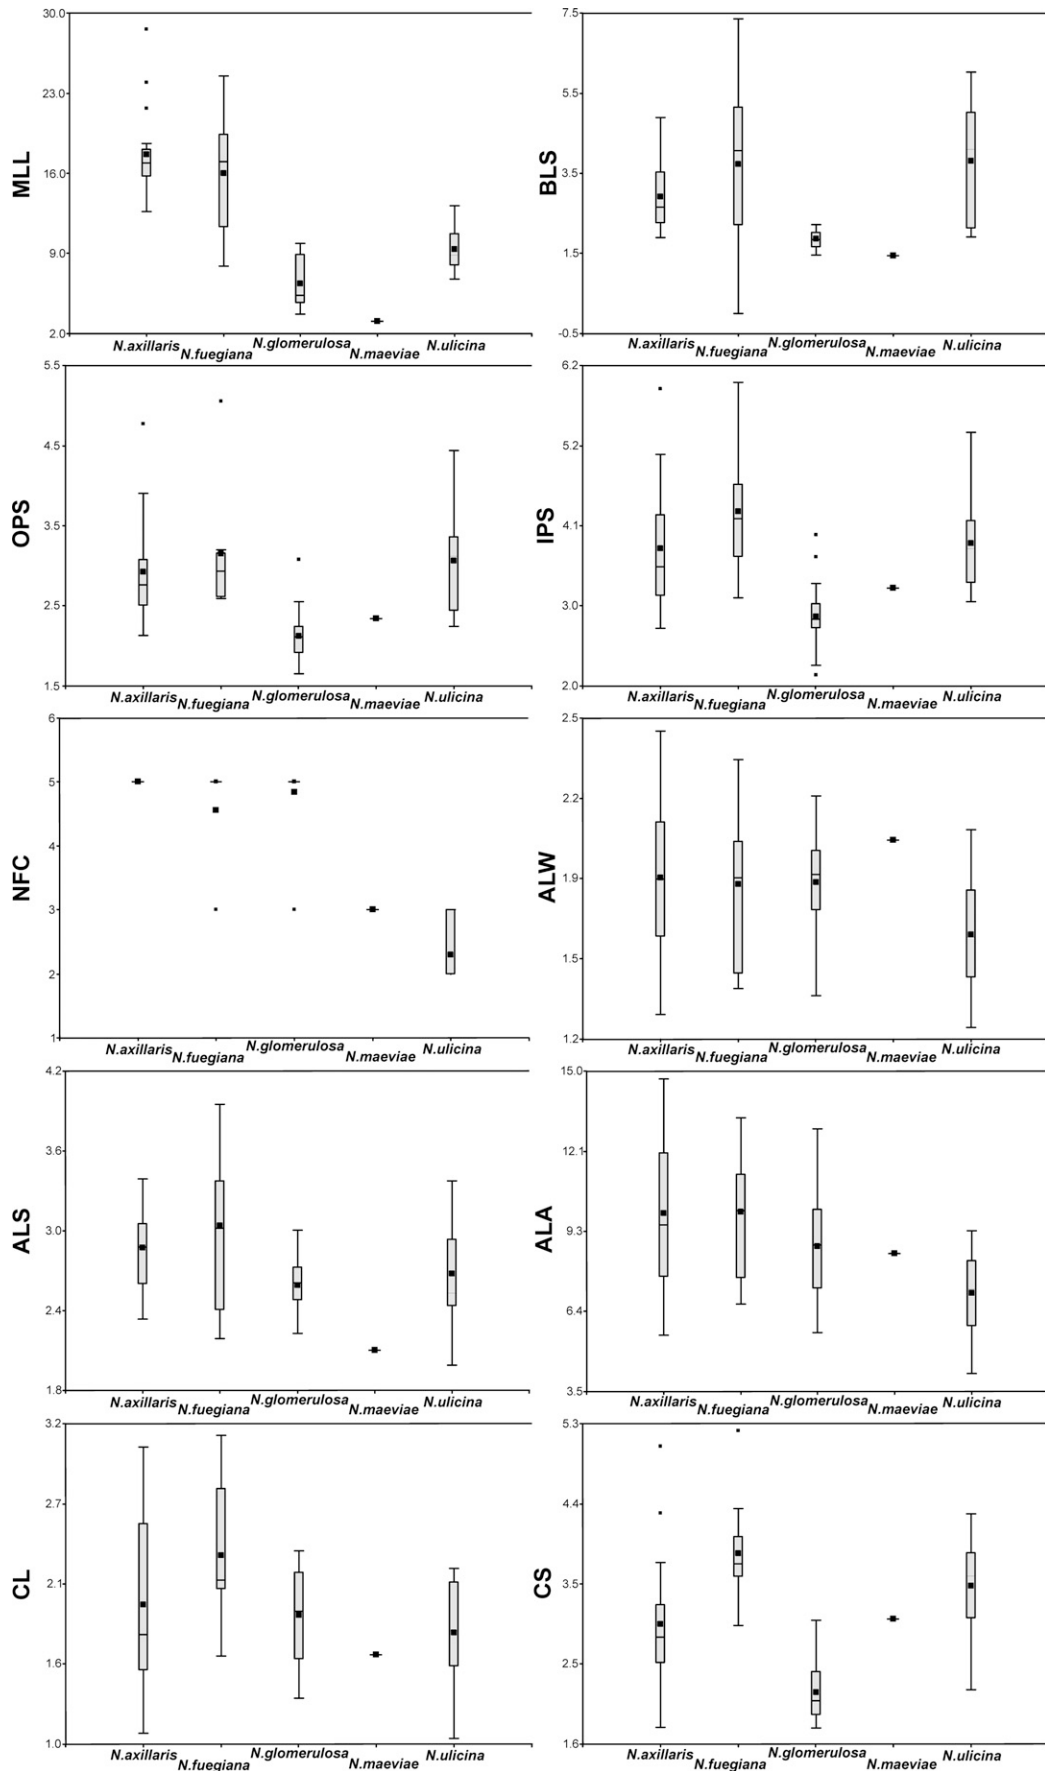 MLL
30.0
23.0
16.0
9.0
2.0
N.axillaris
N.fuegiana
N.glomerulosa
N.maeviae
N.ulicina
BLS
7.5
5.5
3.5
1.5
-0.5
N.axillaris
N.fuegiana
N.glomerulosa
N.maeviae
N.ulicina
OPS
5.5
4.5
3.5
2.5
1.5
N.axillaris
N.fuegiana
N.glomerulosa
N.maeviae
N.ulicina
IPS
6.2
5.2
4.1
3.0
2.0
N.axillaris
N.fuegiana
N.glomerulosa
N.maeviae
N.ulicina
NFC
6
5
4
3
2
1
N.axillaris
N.fuegiana
N.glomerulosa
N.maeviae
N.ulicina
ALW
2.5
2.2
1.9
1.5
1.2
N.axillaris
N.fuegiana
N.glomerulosa
N.maeviae
N.ulicina
ALS
4.2
3.6
3.0
2.4
1.8
N.axillaris
N.fuegiana
N.glomerulosa
N.maeviae
N.ulicina
ALA
15.0
12.1
9.3
6.4
3.5
N.axillaris
N.fuegiana
N.glomerulosa
N.maeviae
N.ulicina
CL
3.2
2.7
2.1
1.6
1.0
N.axillaris
N.fuegiana
N.glomerulosa
N.maeviae
N.ulicina
CS
5.3
4.4
3.5
2.5
1.6
N.axillaris
N.fuegiana
N.glomerulosa
N.maeviae
N.ulicina